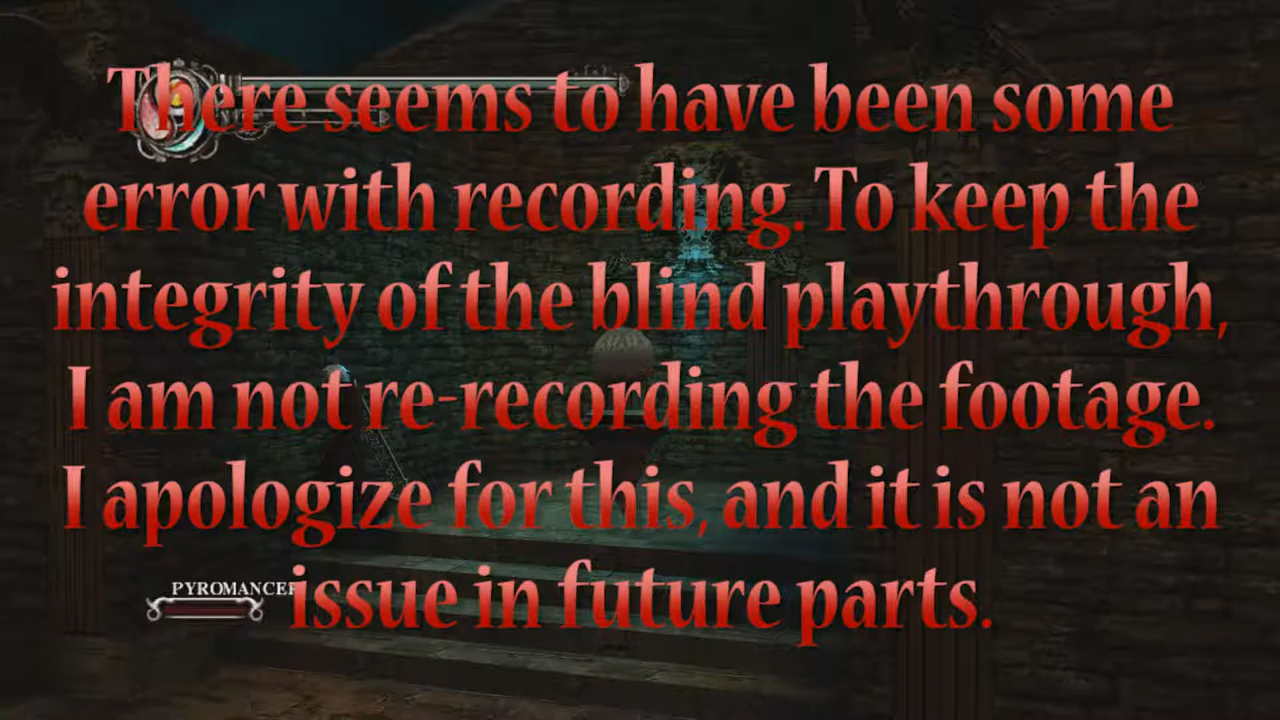 There seems to have been some
error with recording. To keep the
integrity of the blind playthrough,
I am not re-recording the footage.
I apologize for this, and it is not an
issue in future parts.
PYROMANCER